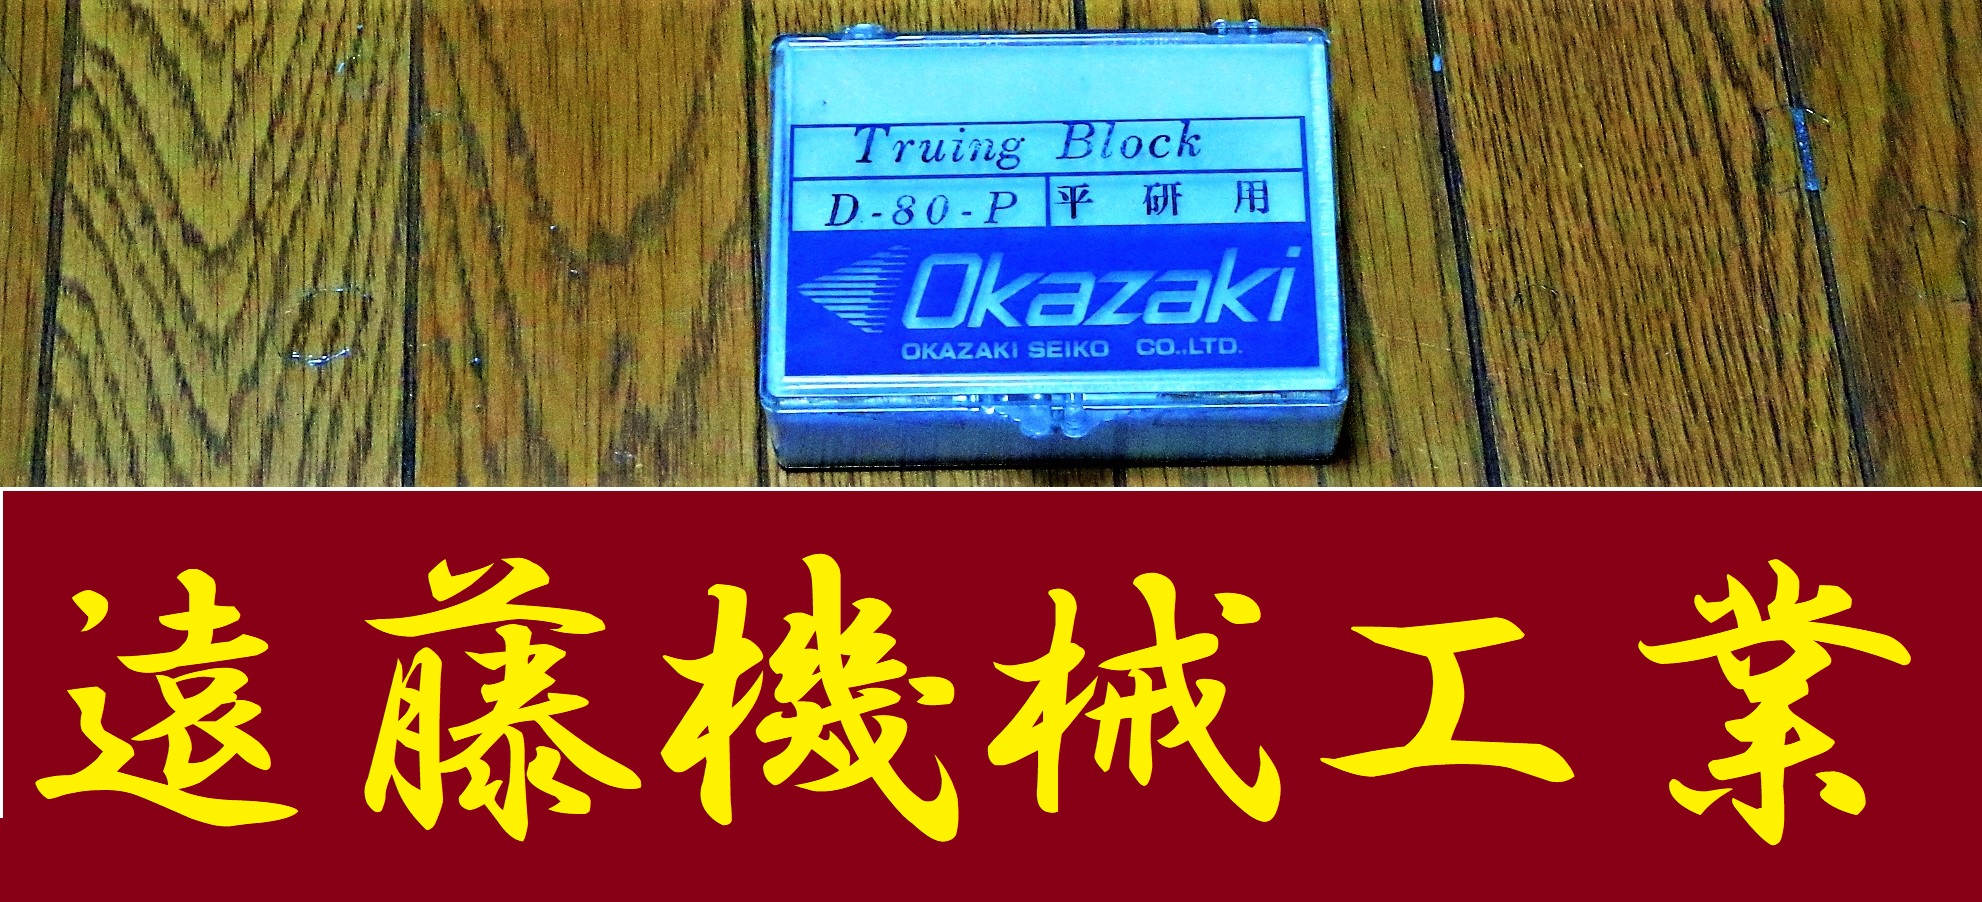 Truing Block
D-80-P 平研用
Okazaki
OKAZAKI SEIKO CO.,LTD.
遠藤機械工業